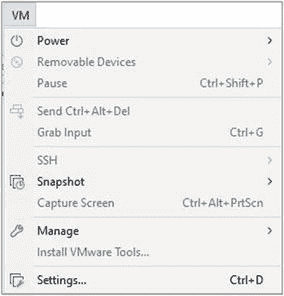 VM
Power
Removable Devices
Pause Ctrl+Shift+P
Send Ctrl+Alt+Del
Grab Input Ctrl+G
SSH
Snapshot
Capture Screen Ctrl+Alt+PrtScn
Manage
Install VMware Tools...
Settings... Ctrl+D